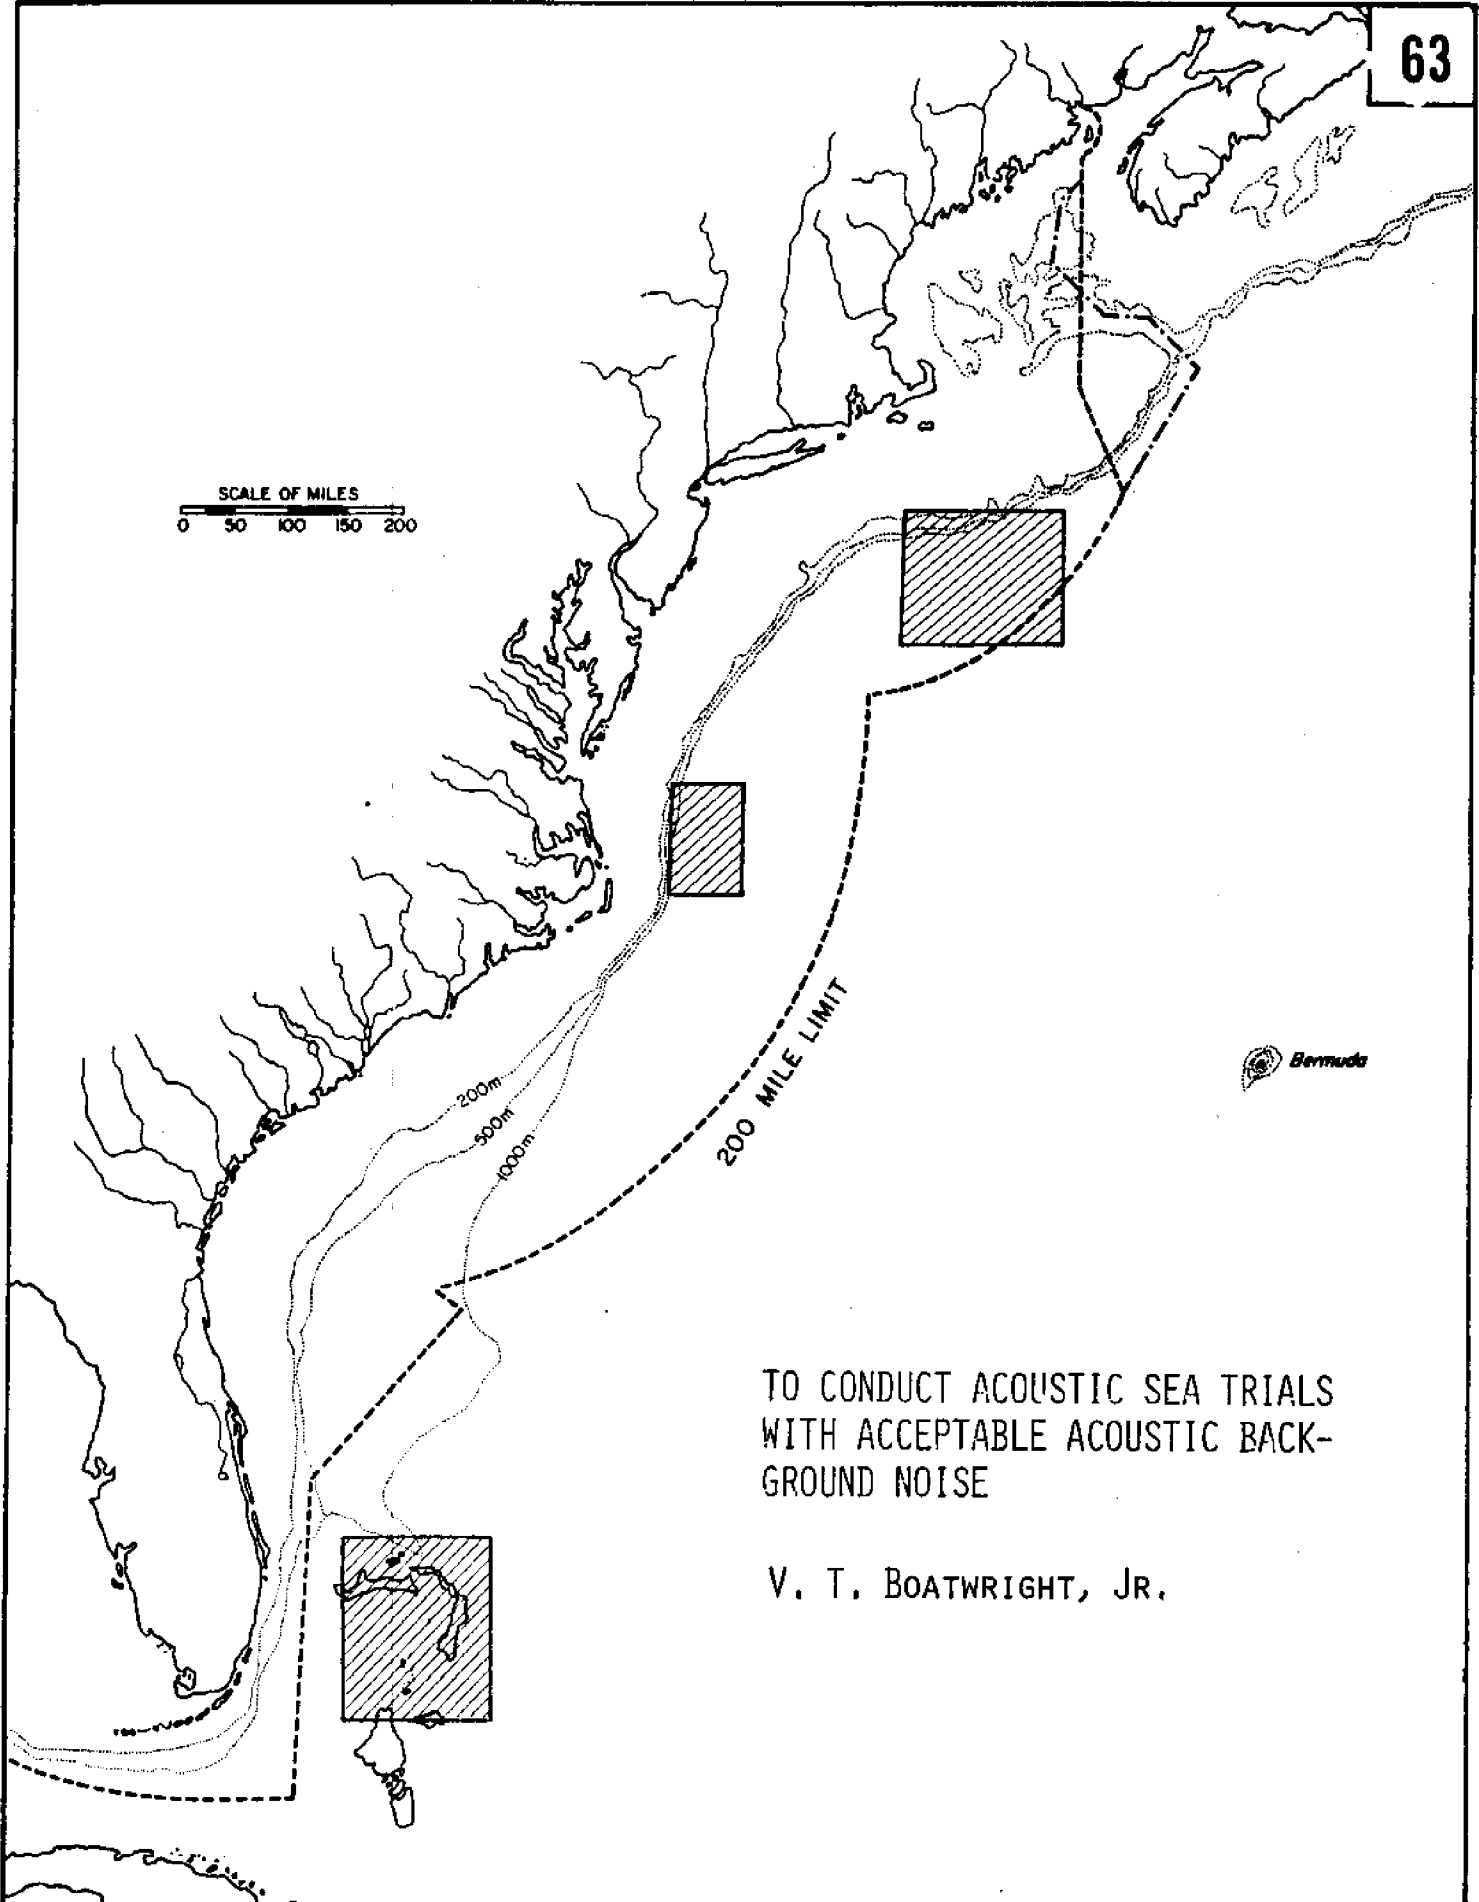 63
SCALE OF MILES
0 50 100 150 200
200 MILE LIMIT
Bermuda
200m
500m
1000m
TO CONDUCT ACOUSTIC SEA TRIALS
WITH ACCEPTABLE ACOUSTIC BACK-
GROUND NOISE
V. T. BOATWRIGHT, JR.